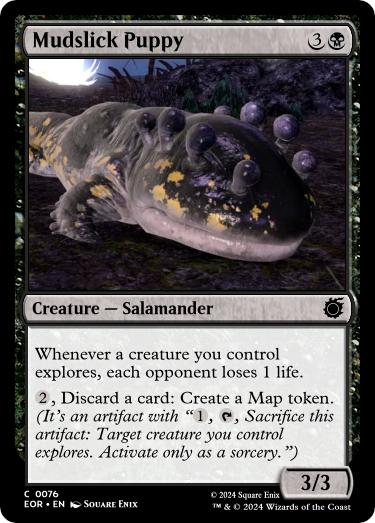 Mudslick Puppy 3
Creature — Salamander
Whenever a creature you control
explores, each opponent loses 1 life.
2, Discard a card: Create a Map token.
(It's an artifact with “1, , Sacrifice this
artifact: Target creature you control
explores. Activate only as a sorcery.”)
3/3
C 0076
EOR • EN SQUARE ENIX
© 2024 Square Enix
™ & © 2024 Wizards of the Coast